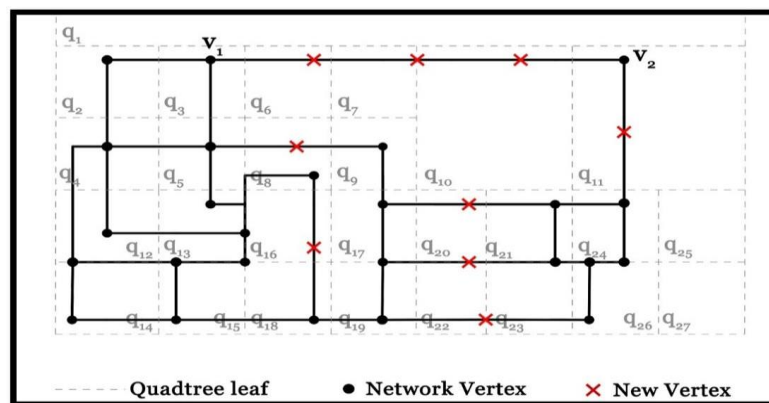 q₁
v₁
v₂
q₂ q₃ q₆ q₇
q₄ q₅ q₈ q₉ q₁₀ q₁₁
q₁₂ q₁₃ q₁₆ q₁₇ q₂₀ q₂₁ q₂₄ q₂₅
q₁₄ q₁₅ q₁₈ q₁₉ q₂₂ q₂₃ q₂₆ q₂₇
Quadtree leaf Network Vertex New Vertex